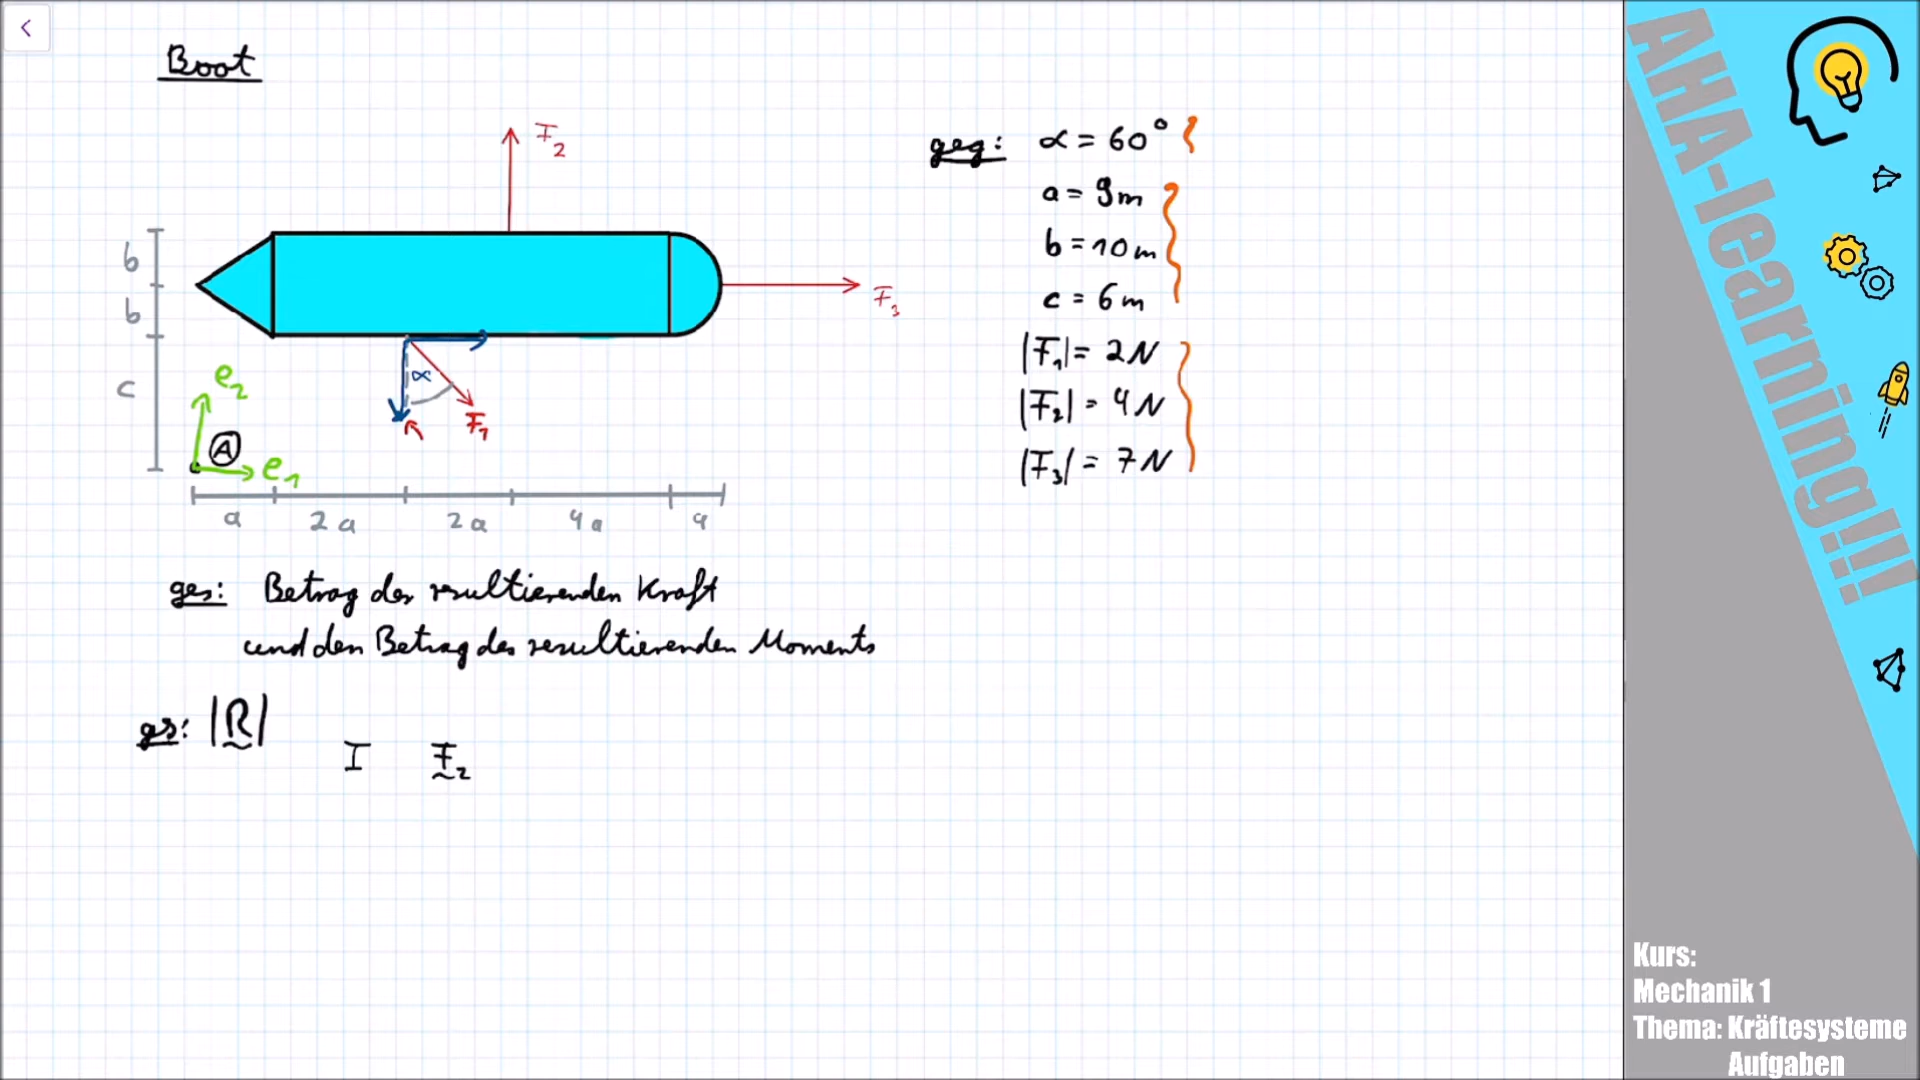 Boot
F2
geg: α = 60°
a = 9m
b
b = 10m
F3
b
c = 6m
|F1| = 2N
α
c
e2
|F2| = 4N
F1
A
e1
|F3| = 7N
a 2a 2a 4a a
ges: Betrag der resultierenden Kraft
und den Betrag des resultierenden Moments
ges: |R|
I F2
AHA-learning!!!
Kurs:
Mechanik 1
Thema: Kräftesysteme
Aufgaben